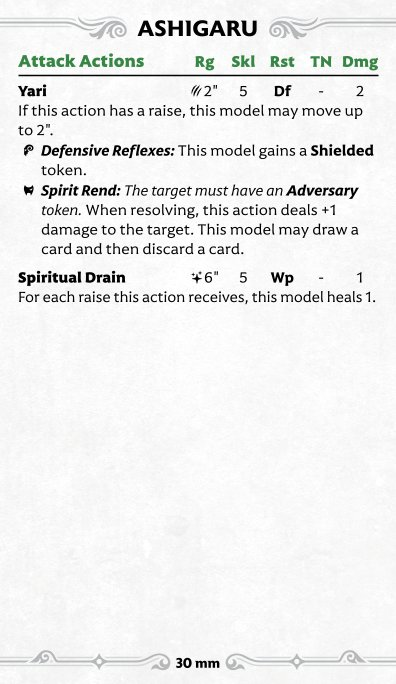 ASHIGARU
Attack Actions Rg Skl Rst TN Dmg
Yari 2" 5 Df - 2
If this action has a raise, this model may move up
to 2".
Defensive Reflexes: This model gains a Shielded
token.
Spirit Rend: The target must have an Adversary
token. When resolving, this action deals +1
damage to the target. This model may draw a
card and then discard a card.
Spiritual Drain 6" 5 Wp - 1
For each raise this action receives, this model heals 1.
30 mm